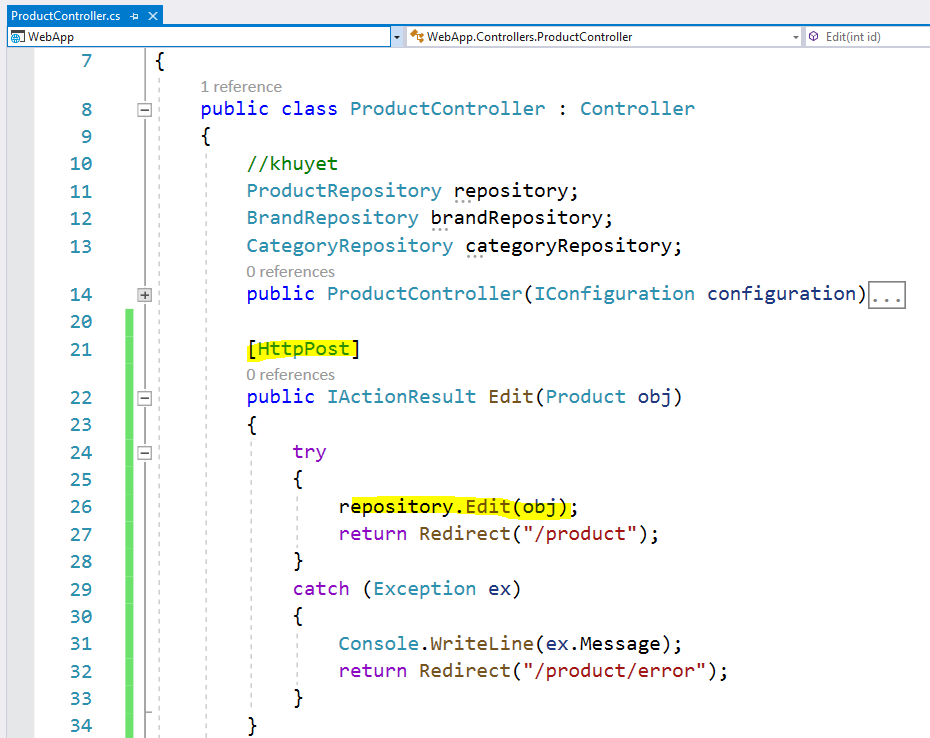 ProductController.cs
WebApp WebApp.Controllers.ProductController Edit(int id)
7 {
1 reference
8 public class ProductController : Controller
9 {
10 //khuyet
11 ProductRepository repository;
12 BrandRepository brandRepository;
13 CategoryRepository categoryRepository;
0 references
14 public ProductController(IConfiguration configuration)...
20
21 [HttpPost]
0 references
22 public IActionResult Edit(Product obj)
23 {
24 try
25 {
26 repository.Edit(obj);
27 return Redirect("/product");
28 }
29 catch (Exception ex)
30 {
31 Console.WriteLine(ex.Message);
32 return Redirect("/product/error");
33 }
34 }